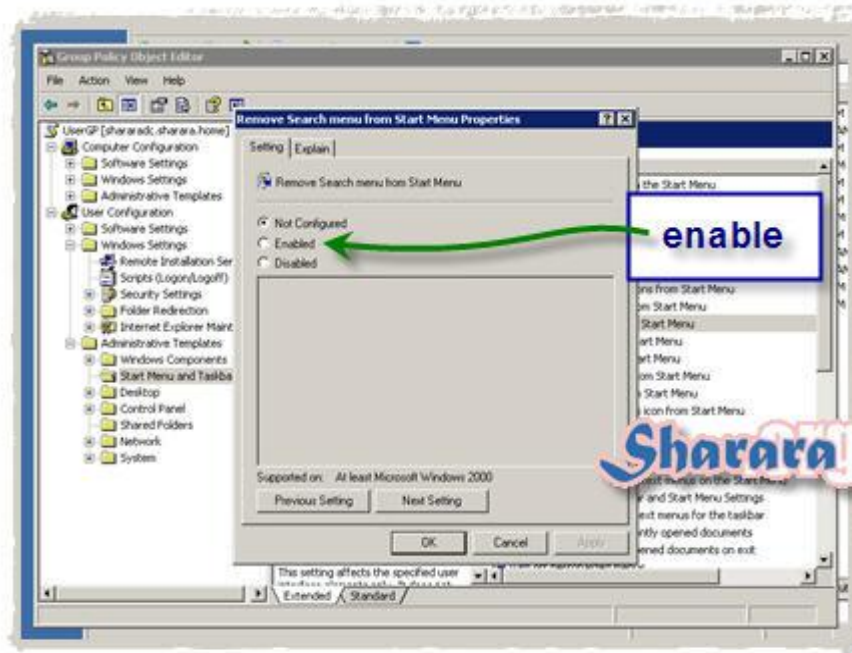 Group Policy Object Editor
File Action View Help
UserGP [shararadc.sharara.home]
Computer Configuration
Software Settings
Windows Settings
Administrative Templates
User Configuration
Software Settings
Windows Settings
Remote Installation Ser
Scripts (Logon/Logoff)
Security Settings
Folder Redirection
Internet Explorer Maint
Administrative Templates
Windows Components
Start Menu and Taskba
Desktop
Control Panel
Shared Folders
Network
System
Remove Search menu from Start Menu Properties
Setting Explain
Remove Search menu from Start Menu
Not Configured
Enabled
Disabled
Supported on: At least Microsoft Windows 2000
Previous Setting Next Setting
OK Cancel Apply
the Start Menu
enable
ons from Start Menu
om Start Menu
Start Menu
art Menu
art Menu
om Start Menu
Start Menu
icon from Start Menu
Sharara
ext menus on the Start Menu
r and Start Menu Settings
ext menus for the taskbar
ntly opened documents
ened documents on exit
This setting affects the specified user
Extended Standard